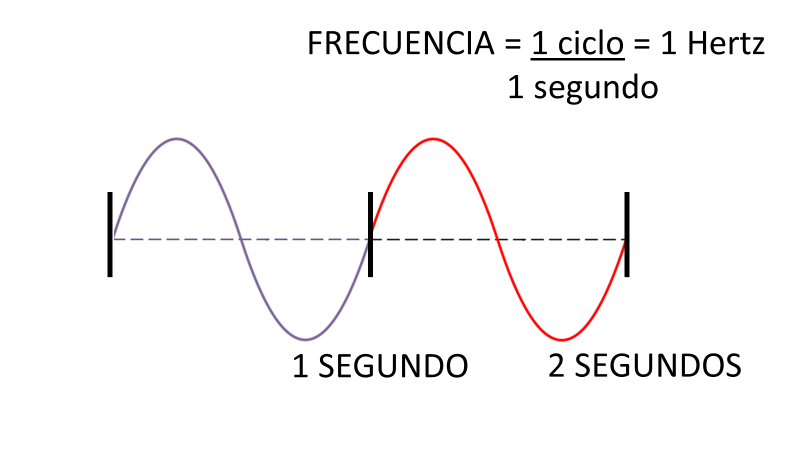 FRECUENCIA = 1 ciclo = 1 Hertz
1 segundo
1 SEGUNDO
2 SEGUNDOS